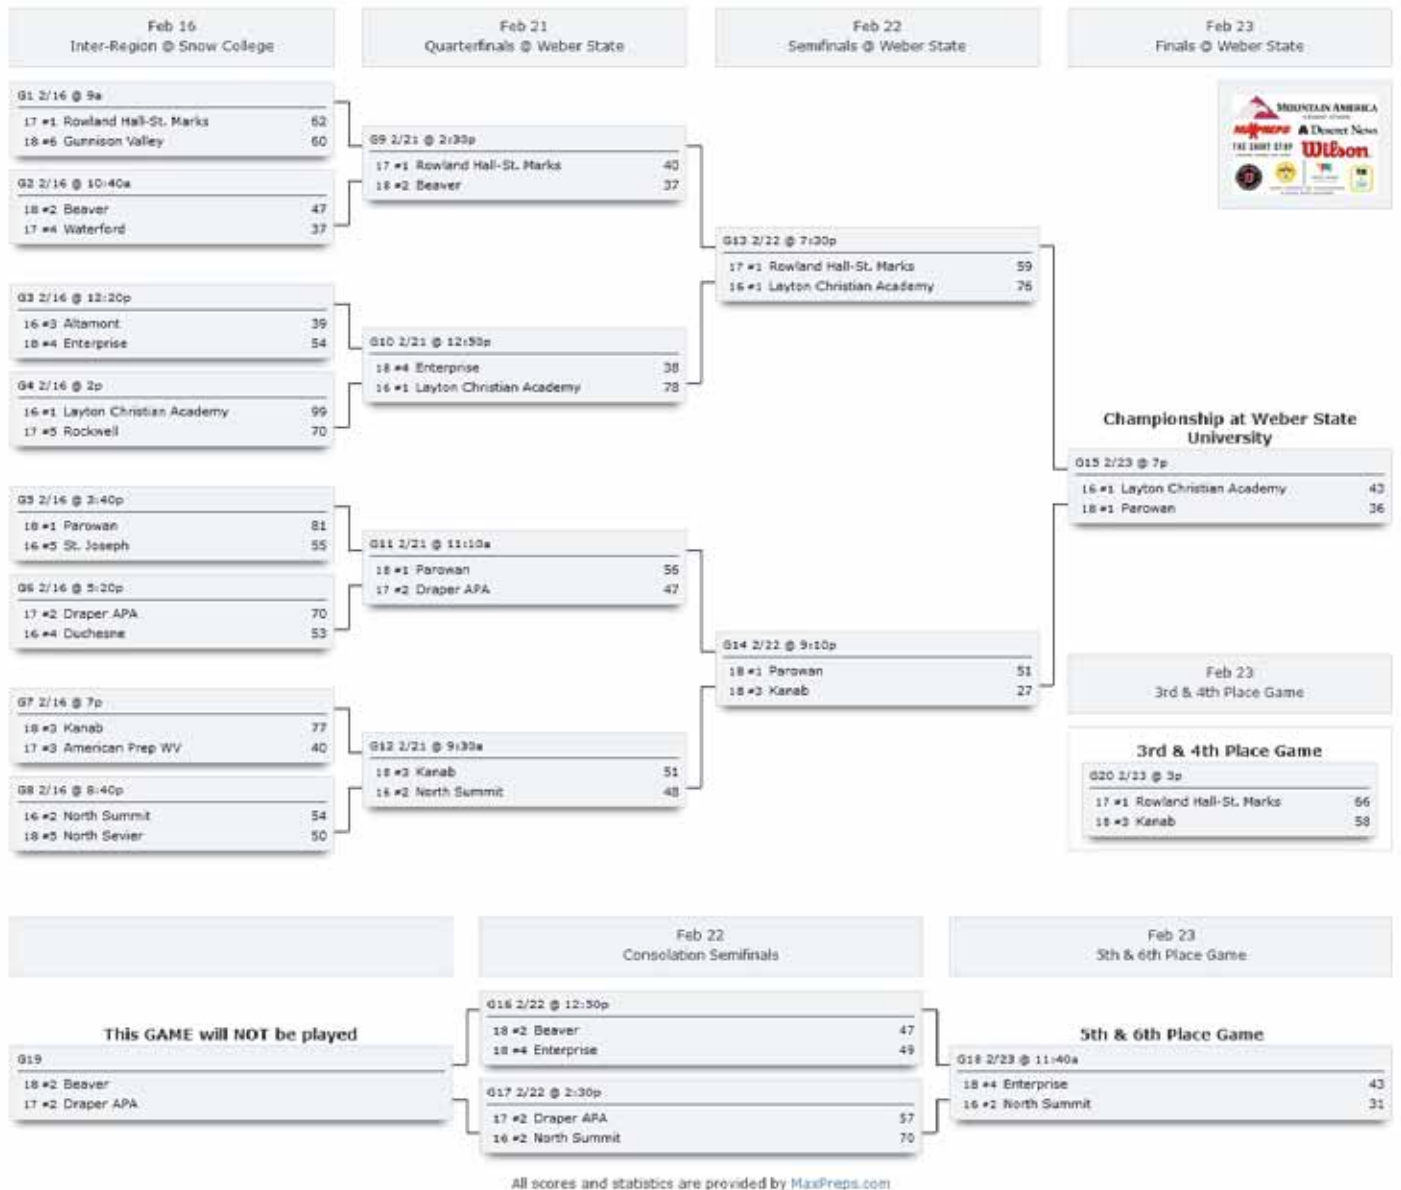 Feb 16
Inter-Region @ Snow College
Feb 21
Quarterfinals @ Weber State
Feb 22
Semifinals @ Weber State
Feb 23
Finals @ Weber State
G1 2/16 @ 9a
17 #1 Rowland Hall-St. Marks 62
18 #6 Gunnison Valley 60
G2 2/16 @ 10:40a
18 #2 Beaver 47
17 #4 Waterford 37
G3 2/16 @ 12:20p
16 #3 Altamont 39
18 #4 Enterprise 54
G4 2/16 @ 2p
16 #1 Layton Christian Academy 99
17 #5 Rockwell 70
G5 2/16 @ 3:40p
18 #1 Parowan 81
16 #5 St. Joseph 55
G6 2/16 @ 5:20p
17 #2 Draper APA 70
16 #4 Duchesne 53
G7 2/16 @ 7p
18 #3 Kanab 77
17 #3 American Prep WV 40
G8 2/16 @ 8:40p
16 #2 North Summit 54
18 #5 North Sevier 50
G9 2/21 @ 2:30p
17 #1 Rowland Hall-St. Marks 40
18 #2 Beaver 37
G10 2/21 @ 12:50p
18 #4 Enterprise 38
16 #1 Layton Christian Academy 78
G11 2/21 @ 11:10a
18 #1 Parowan 56
17 #2 Draper APA 47
G12 2/21 @ 9:30a
18 #3 Kanab 51
16 #2 North Summit 48
G13 2/22 @ 7:30p
17 #1 Rowland Hall-St. Marks 59
16 #1 Layton Christian Academy 76
G14 2/22 @ 9:10p
18 #1 Parowan 51
18 #3 Kanab 27
MOUNTAIN AMERICA
MAXPREPS Deseret News
Wilson
Championship at Weber State
University
G15 2/23 @ 7p
16 #1 Layton Christian Academy 43
18 #1 Parowan 36
Feb 23
3rd & 4th Place Game
3rd & 4th Place Game
G20 2/23 @ 3p
17 #1 Rowland Hall-St. Marks 66
18 #3 Kanab 58
Feb 22
Consolation Semifinals
Feb 23
5th & 6th Place Game
This GAME will NOT be played
G19
18 #2 Beaver
17 #2 Draper APA
G16 2/22 @ 12:50p
18 #2 Beaver 47
18 #4 Enterprise 49
G17 2/22 @ 2:30p
17 #2 Draper APA 57
16 #2 North Summit 70
5th & 6th Place Game
G18 2/23 @ 11:40a
18 #4 Enterprise 43
16 #2 North Summit 31
All scores and statistics are provided by MaxPreps.com